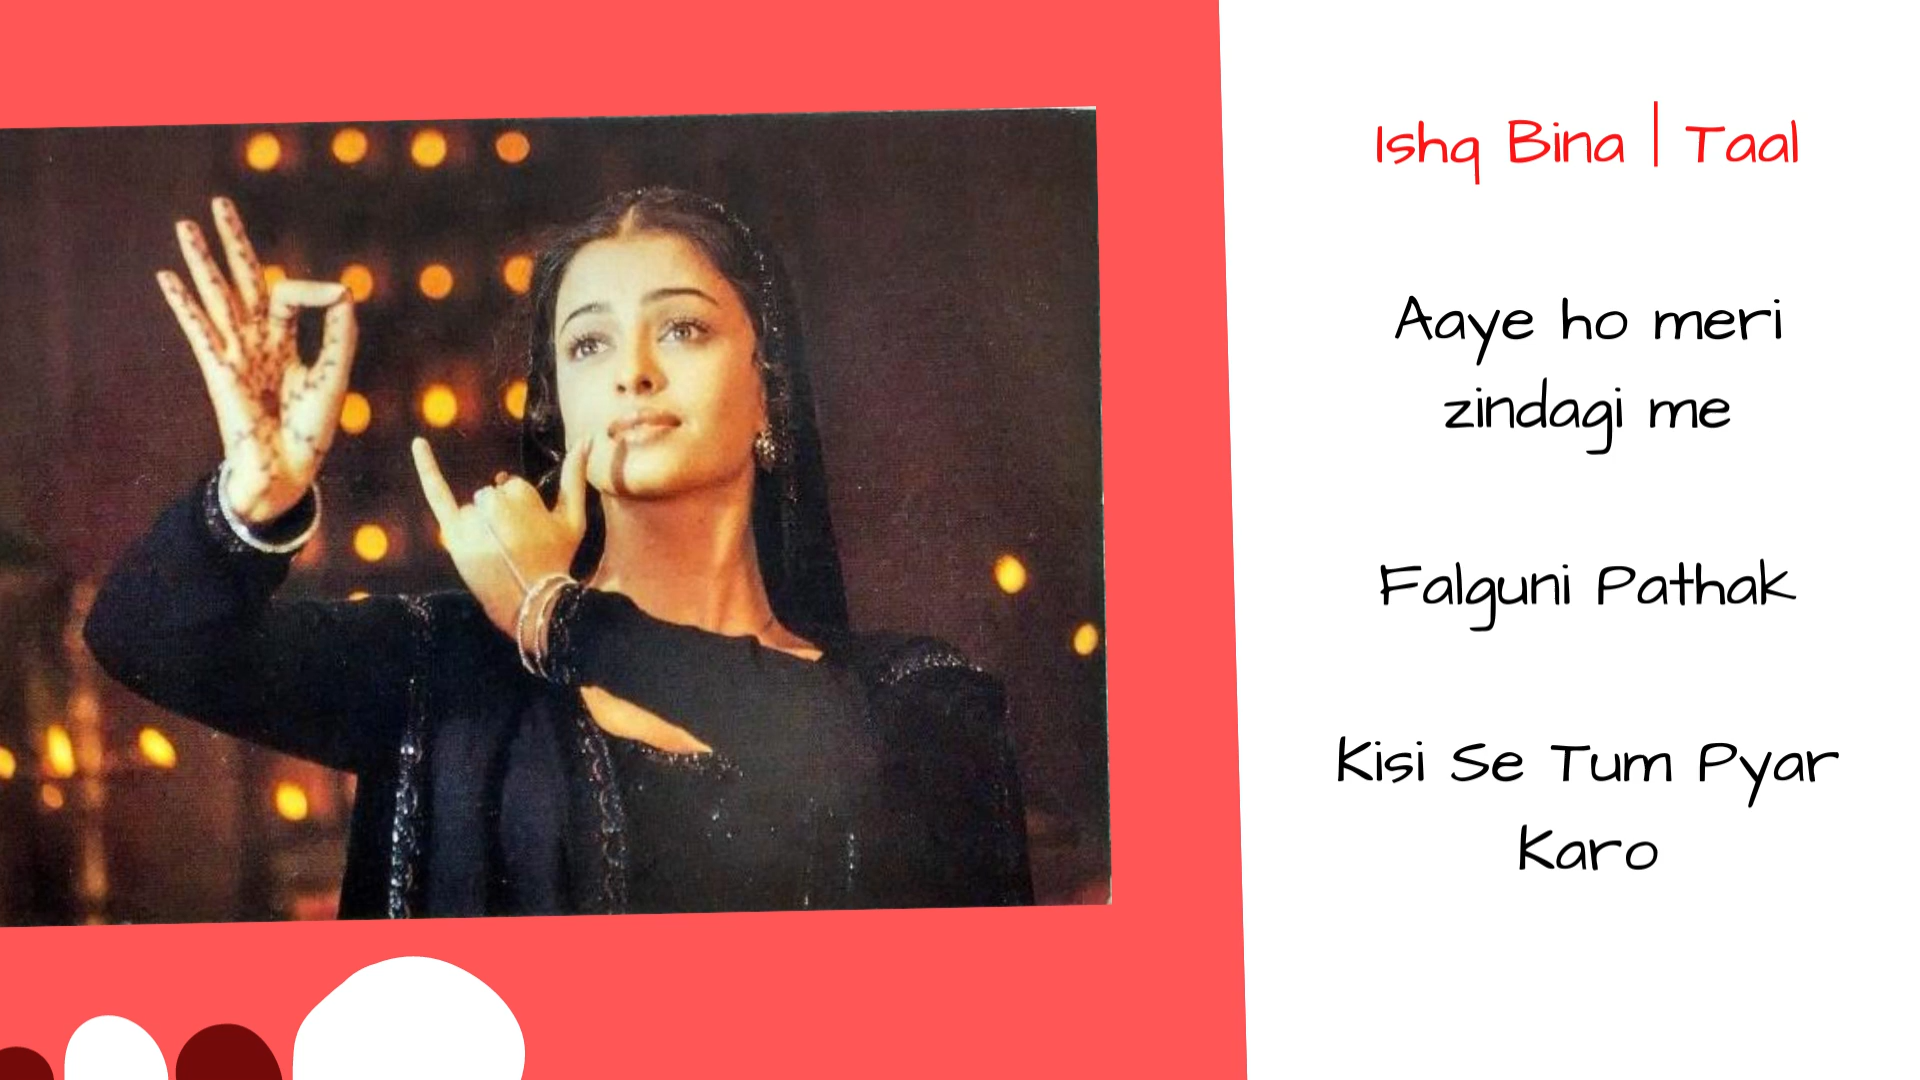 Ishq Bina | Taal
Aaye ho meri
zindagi me
Falguni Pathak
Kisi Se Tum Pyar
Karo